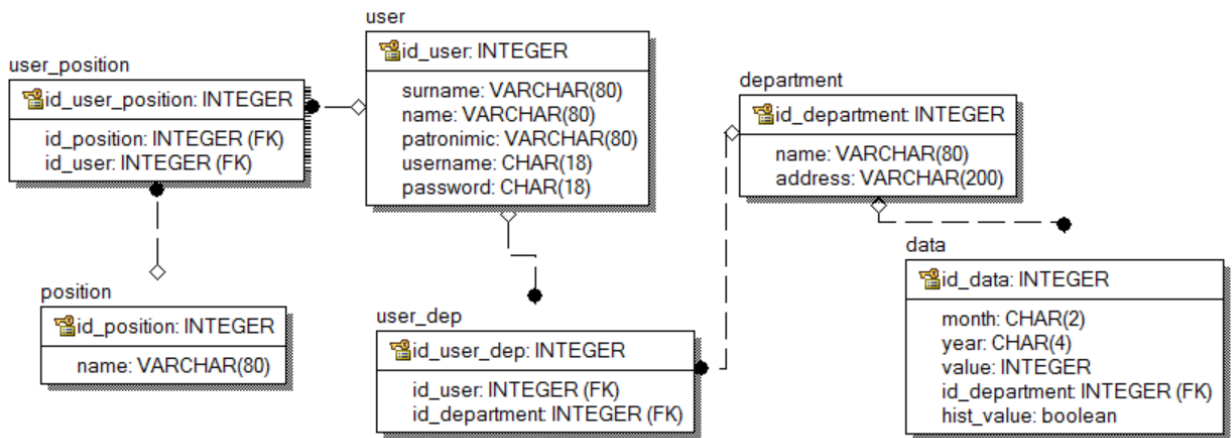 user_position
id_user_position: INTEGER
id_position: INTEGER (FK)
id_user: INTEGER (FK)
user
id_user: INTEGER
surname: VARCHAR(80)
name: VARCHAR(80)
patronimic: VARCHAR(80)
username: CHAR(18)
password: CHAR(18)
department
id_department: INTEGER
name: VARCHAR(80)
address: VARCHAR(200)
position
id_position: INTEGER
name: VARCHAR(80)
user_dep
id_user_dep: INTEGER
id_user: INTEGER (FK)
id_department: INTEGER (FK)
data
id_data: INTEGER
month: CHAR(2)
year: CHAR(4)
value: INTEGER
id_department: INTEGER (FK)
hist_value: boolean